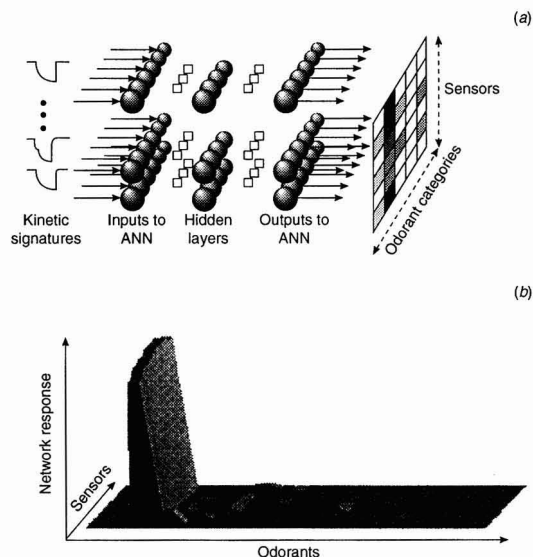 (a)
Sensors
Odorant categories
Kinetic
signatures
Inputs to
ANN
Hidden
layers
Outputs to
ANN
(b)
Network response
Sensors
Odorants